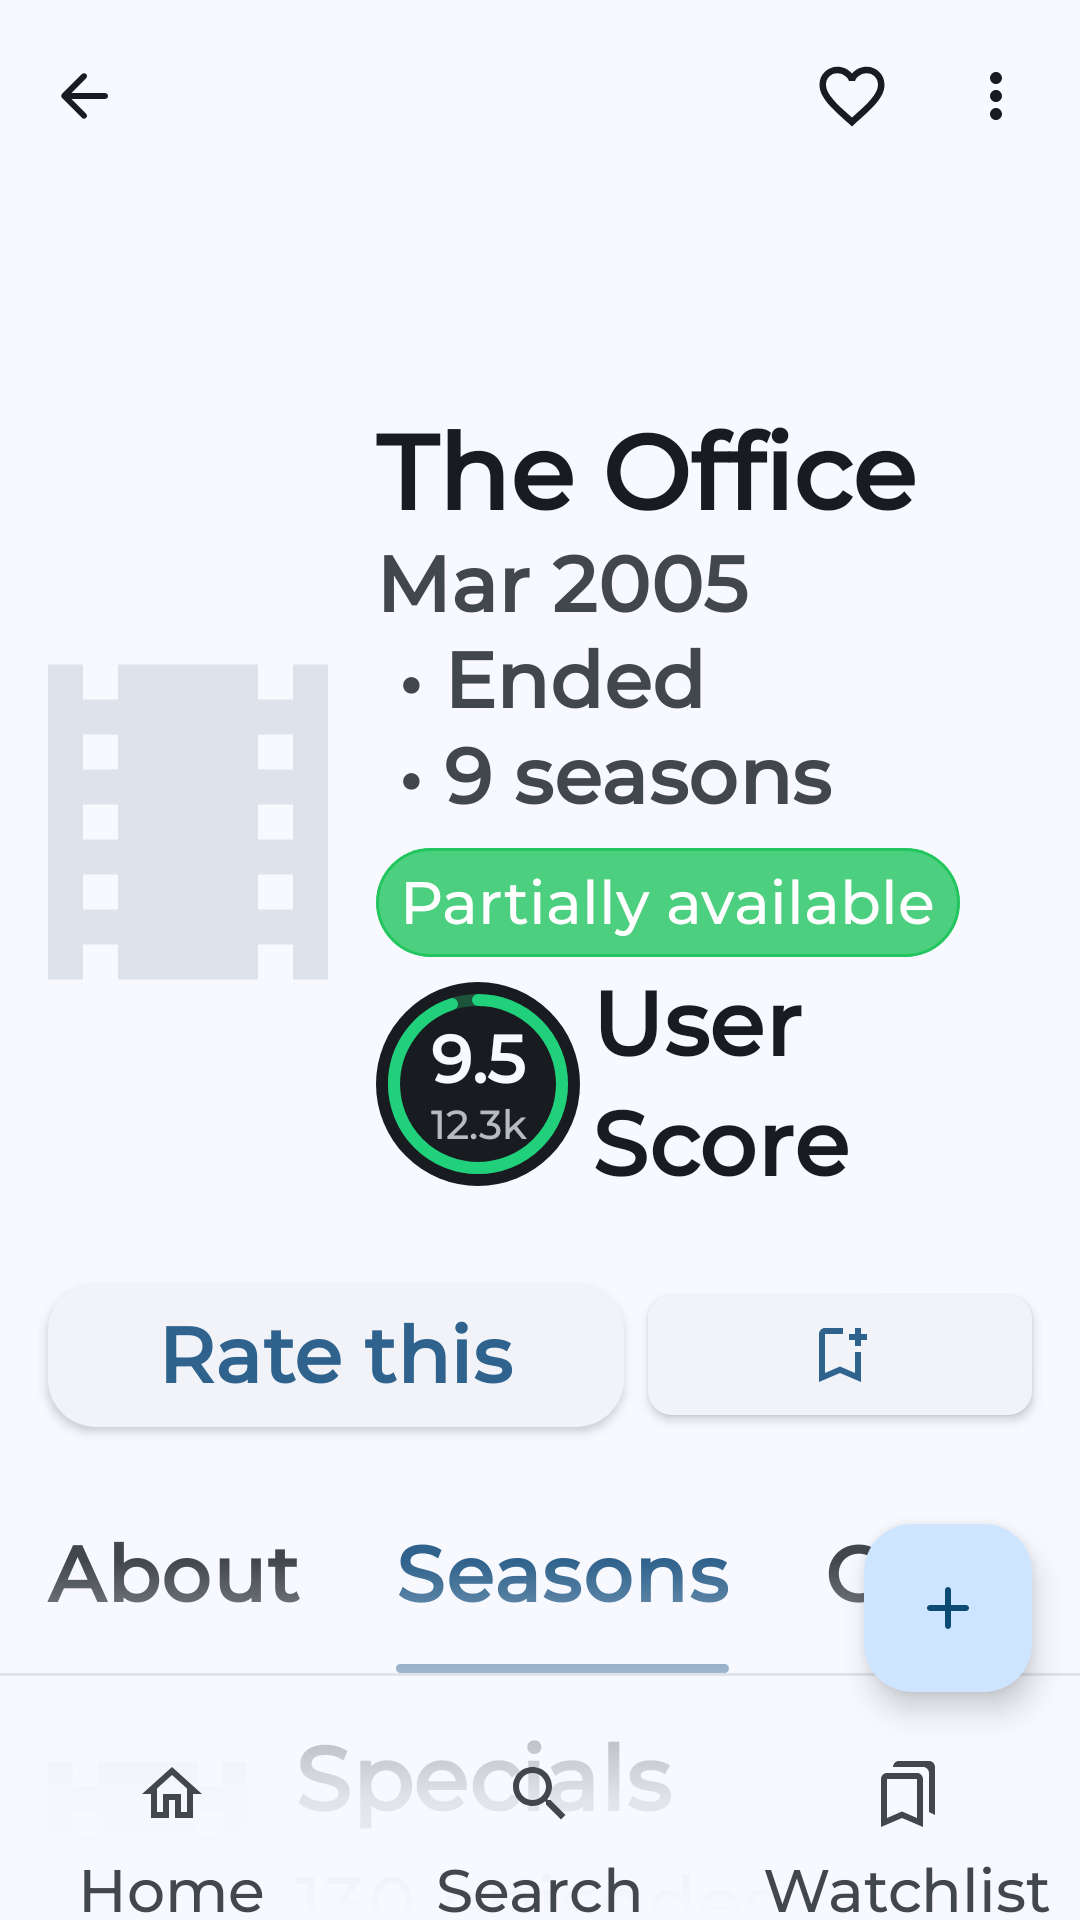 The Office
Mar 2005
• Ended
• 9 seasons
Partially available
9.5
12.3k
User
Score
Rate this
About Seasons
Specials
130
Home Search Watchlist